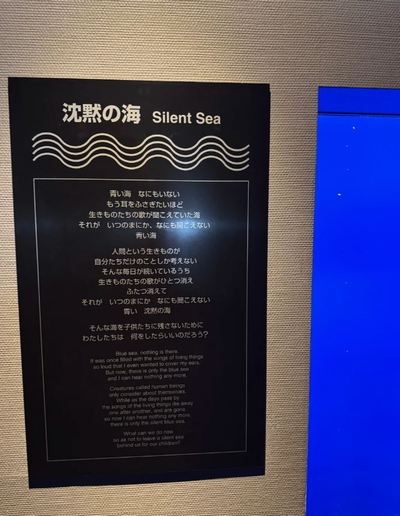 沈黙の海 Silent Sea
青い海　なにもいない
もう耳をふさぎたいほど
生きものたちの歌が聞こえていた海
それが　いつのまにか、なにも聞こえない
青い海
人間という生きものが
自分たちだけのことしか考えない
そんな毎日が続いているうち
生きものたちの歌がひとつ消え
ふたつ消えて
それが　いつのまにか　なにも聞こえない
青い　沈黙の海
そんな海を子供たちに残さないために
わたしたちは　何をしたらいいのだろう?
Blue sea, nothing is there.
It was once filled with the songs of living things
so loud that I even wanted to cover my ears.
But now, there is only the blue sea
and I can hear nothing any more.
Creatures called human beings
only consider about themselves.
While as the days pass by
the songs of the living things die away
one after another, and are gone
so now I can hear nothing any more.
there is only the silent blue sea.
What can we do now
so as not to leave a silent sea
behind us for our children?